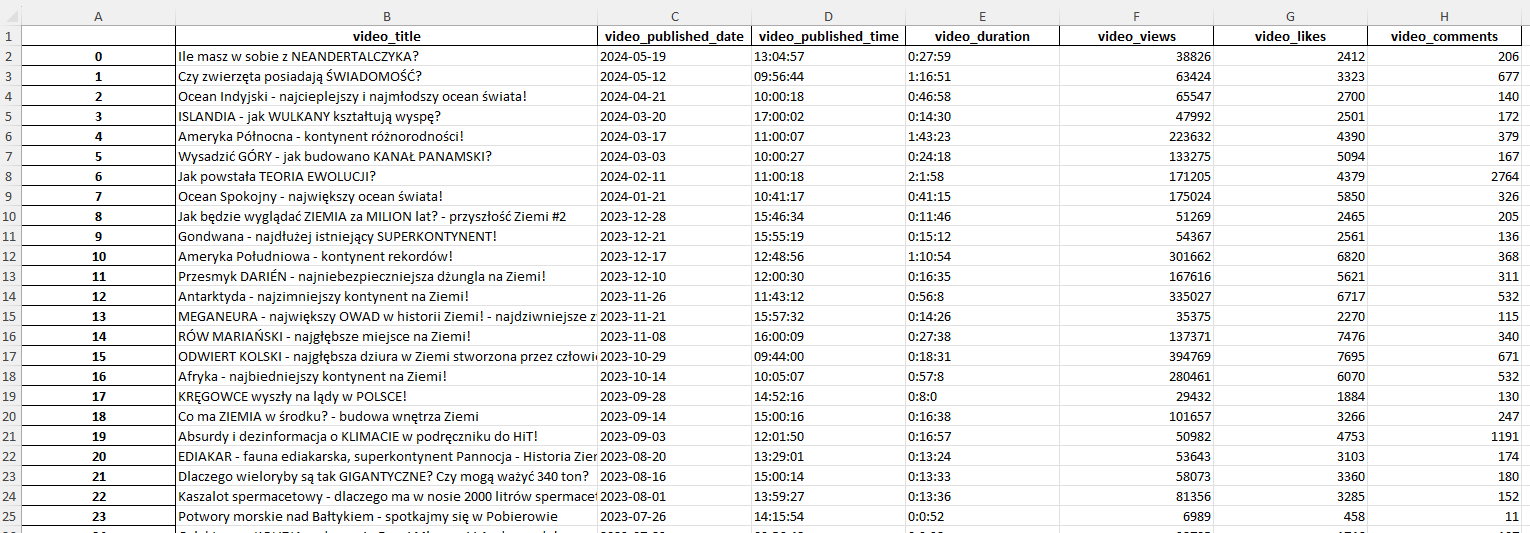 A B C D E F G H
1 video_title video_published_date video_published_time video_duration video_views video_likes video_comments
2 0 Ile masz w sobie z NEANDERTALCZYKA? 2024-05-19 13:04:57 0:27:59 38826 2412 206
3 1 Czy zwierzęta posiadają ŚWIADOMOŚĆ? 2024-05-12 09:56:44 1:16:51 63424 3323 677
4 2 Ocean Indyjski - najcieplejszy i najmłodszy ocean świata! 2024-04-21 10:00:18 0:46:58 65547 2700 140
5 3 ISLANDIA - jak WULKANY kształtują wyspę? 2024-03-20 17:00:02 0:14:30 47992 2501 172
6 4 Ameryka Północna - kontynent różnorodności! 2024-03-17 11:00:07 1:43:23 223632 4390 379
7 5 Wysadzić GÓRY - jak budowano KANAŁ PANAMSKI? 2024-03-03 10:00:27 0:24:18 133275 5094 167
8 6 Jak powstała TEORIA EWOLUCJI? 2024-02-11 11:00:18 2:1:58 171205 4379 2764
9 7 Ocean Spokojny - największy ocean świata! 2024-01-21 10:41:17 0:41:15 175024 5850 326
10 8 Jak będzie wyglądać ZIEMIA za MILION lat? - przyszłość Ziemi #2 2023-12-28 15:46:34 0:11:46 51269 2465 205
11 9 Gondwana - najdłużej istniejący SUPERKONTYNENT! 2023-12-21 15:55:19 0:15:12 54367 2561 136
12 10 Ameryka Południowa - kontynent rekordów! 2023-12-17 12:48:56 1:10:54 301662 6820 368
13 11 Przesmyk DARIÉN - najniebezpieczniejsza dżungla na Ziemi! 2023-12-10 12:00:30 0:16:35 167616 5621 311
14 12 Antarktyda - najzimniejszy kontynent na Ziemi! 2023-11-26 11:43:12 0:56:8 335027 6717 532
15 13 MEGANEURA - największy OWAD w historii Ziemi! - najdziwniejsze z 2023-11-21 15:57:32 0:14:26 35375 2270 115
16 14 RÓW MARIAŃSKI - najgłębsze miejsce na Ziemi! 2023-11-08 16:00:09 0:27:38 137371 7476 340
17 15 ODWIERT KOLSKI - najgłębsza dziura w Ziemi stworzona przez człowi 2023-10-29 09:44:00 0:18:31 394769 7695 671
18 16 Afryka - najbiedniejszy kontynent na Ziemi! 2023-10-14 10:05:07 0:57:8 280461 6070 532
19 17 KRĘGOWCE wyszły na lądy w POLSCE! 2023-09-28 14:52:16 0:8:0 29432 1884 130
20 18 Co ma ZIEMIA w środku? - budowa wnętrza Ziemi 2023-09-14 15:00:16 0:16:38 101657 3266 247
21 19 Absurdy i dezinformacja o KLIMACIE w podręczniku do HiT! 2023-09-03 12:01:50 0:16:57 50982 4753 1191
22 20 EDIAKAR - fauna ediakarska, superkontynent Pannocja - Historia Zier 2023-08-20 13:29:01 0:13:24 53643 3103 174
23 21 Dlaczego wieloryby są tak GIGANTYCZNE? Czy mogą ważyć 340 ton? 2023-08-16 15:00:14 0:13:33 58073 3360 180
24 22 Kaszalot spermacetowy - dlaczego ma w nosie 2000 litrów spermacet 2023-08-01 13:59:27 0:13:36 81356 3285 152
25 23 Potwory morskie nad Bałtykiem - spotkajmy się w Pobierowie 2023-07-26 14:15:54 0:0:52 6989 458 11